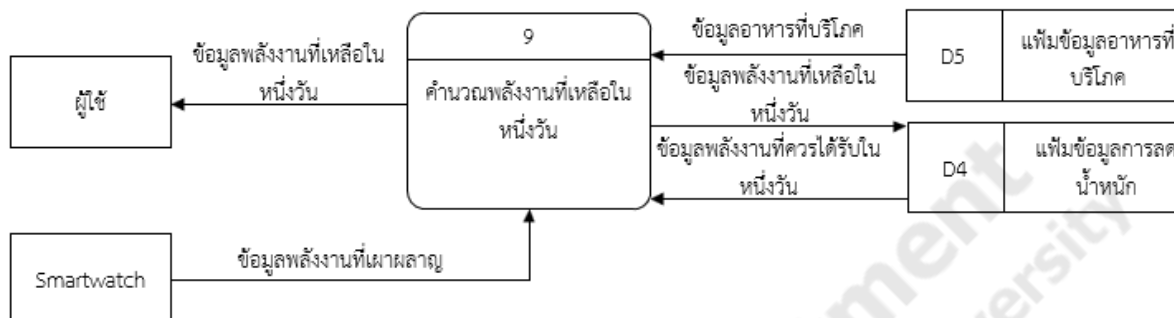 ผู้ใช้
ข้อมูลพลังงานที่เหลือใน
หนึ่งวัน
9
คำนวณพลังงานที่เหลือใน
หนึ่งวัน
ข้อมูลอาหารที่บริโภค
D5
แฟ้มข้อมูลอาหารที่
บริโภค
ข้อมูลพลังงานที่เหลือใน
หนึ่งวัน
ข้อมูลพลังงานที่ควรได้รับใน
หนึ่งวัน
D4
แฟ้มข้อมูลการลด
น้ำหนัก
Smartwatch
ข้อมูลพลังงานที่เผาผลาญ